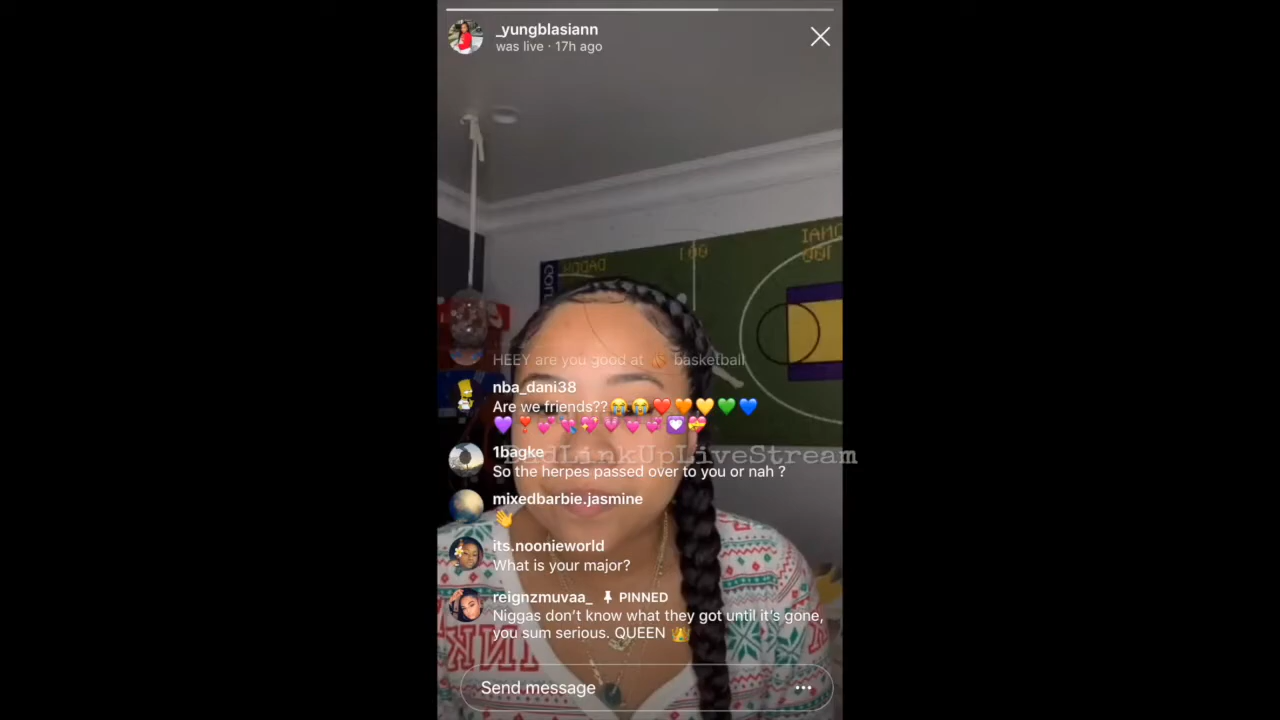 _yungblasiann
was live · 17h ago
100
HEEY are you good at 🏀 basketball
nba_dani38
Are we friends??😭😭❤️🧡💛💚💙
💜❣️💕💘💖💗💓💞💟💝
1bagke
So the herpes passed over to you or nah ?
LinkUpLiveStream
mixedbarbie.jasmine
👋
its.noonieworld
What is your major?
reignzmuvaa_ PINNED
Niggas don't know what they got until it's gone,
you sum serious. QUEEN 👑
Send message